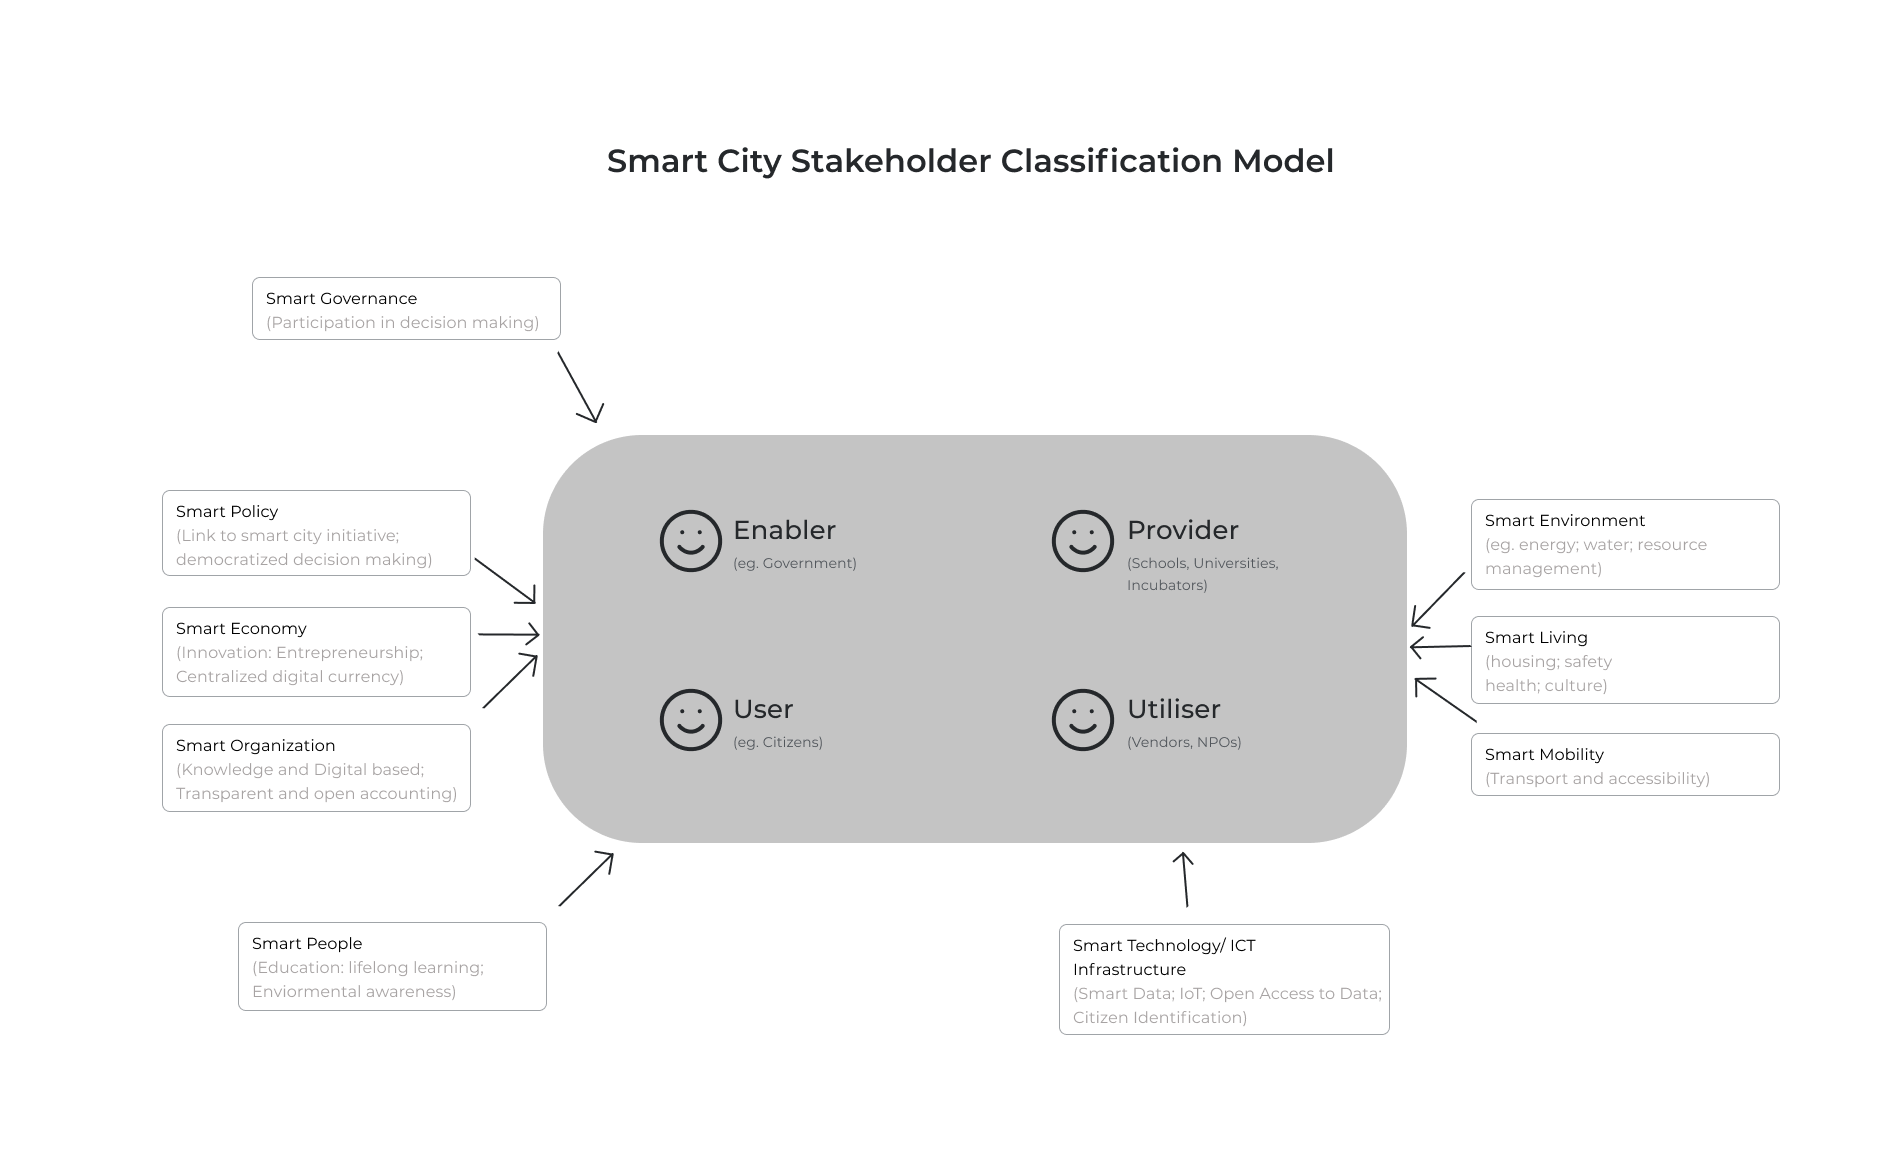 Smart City Stakeholder Classification Model
Smart Governance
(Participation in decision making)
Smart Policy
(Link to smart city initiative;
democratized decision making)
Smart Economy
(Innovation: Entrepreneurship;
Centralized digital currency)
Smart Organization
(Knowledge and Digital based;
Transparent and open accounting)
Enabler
(eg. Government)
Provider
(Schools, Universities,
Incubators)
User
(eg. Citizens)
Utiliser
(Vendors, NPOs)
Smart Environment
(eg. energy; water; resource
management)
Smart Living
(housing; safety
health; culture)
Smart Mobility
(Transport and accessibility)
Smart People
(Education: lifelong learning;
Enviormental awareness)
Smart Technology/ ICT
Infrastructure
(Smart Data; IoT; Open Access to Data;
Citizen Identification)